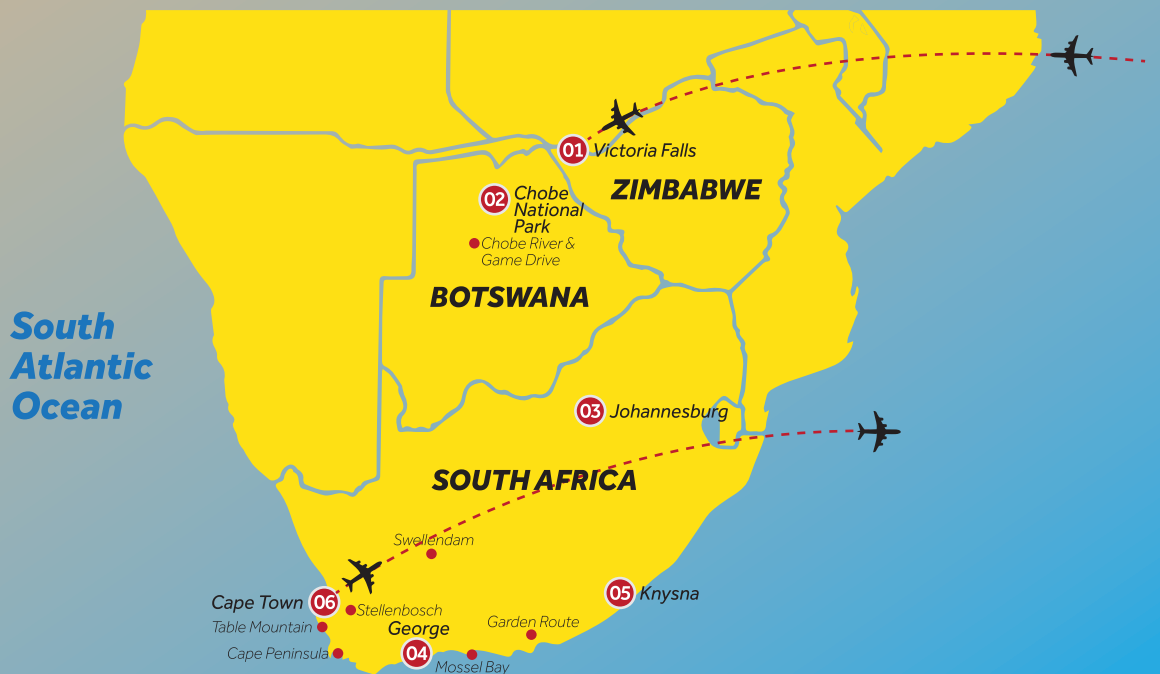 01
Victoria Falls
ZIMBABWE
02
Chobe
National
Park
Chobe River &
Game Drive
BOTSWANA
South
Atlantic
Ocean
03
Johannesburg
SOUTH AFRICA
Swellendam
Cape Town
06
Stellenbosch
05
Knysna
Table Mountain
George
Garden Route
Cape Peninsula
04
Mossel Bay